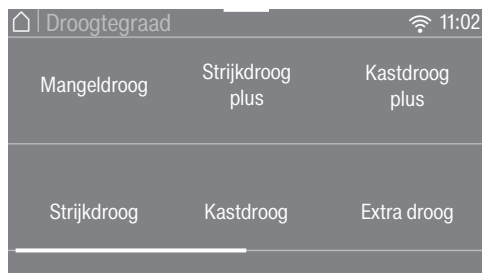 Droogtegraad 11:02
Mangeldroog
Strijkdroog
plus
Kastdroog
plus
Strijkdroog
Kastdroog
Extra droog